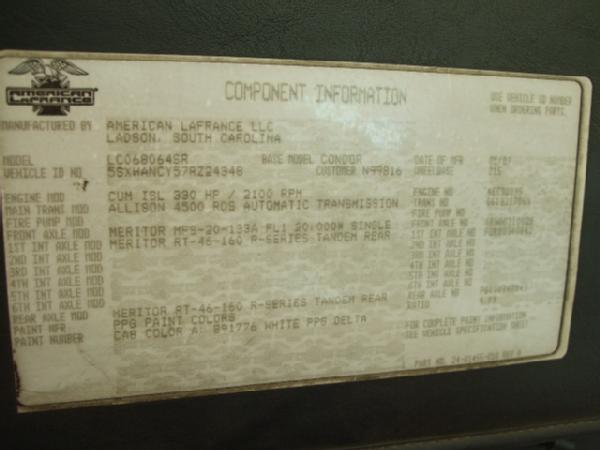 AMERICAN
LAFRANCE
COMPONENT INFORMATION
USE VEHICLE ID NUMBER
WHEN ORDERING PARTS.
MANUFACTURED BY AMERICAN LAFRANCE LLC
LADSON, SOUTH CAROLINA
MODEL LC068064SR BASE MODEL CONDOR DATE OF MFR
VEHICLE ID NO 5SXHANCY57RZ24348 CUSTOMER N99816 WHEELBASE 215
ENGINE MOD CUM ISL 330 HP / 2100 RPM ENGINE NO
MAIN TRANS MOD ALLISON 4500 RDS AUTOMATIC TRANSMISSION TRANS NO
FIRE PUMP MOD FIRE PUMP NO
FRONT AXLE MOD MERITOR MFS-20-133A FL1 20,000# SINGLE FRONT AXLE NO
1ST INT AXLE MOD MERITOR RT-46-160 R-SERIES TANDEM REAR 1ST INT AXLE NO
2ND INT AXLE MOD 2ND INT AXLE NO
3RD INT AXLE MOD 3RD INT AXLE NO
4TH INT AXLE MOD 4TH INT AXLE NO
5TH INT AXLE MOD 5TH INT AXLE NO
6TH INT AXLE MOD 6TH INT AXLE NO
REAR AXLE MOD MERITOR RT-46-160 R-SERIES TANDEM REAR REAR AXLE NO
RATIO
PAINT MFR PPG PAINT COLORS
PAINT NUMBER CAB COLOR A: 891776 WHITE PPG DELTA
FOR COMPLETE PAINT INFORMATION
SEE VEHICLE SPECIFICATION SHEET
PART NO.